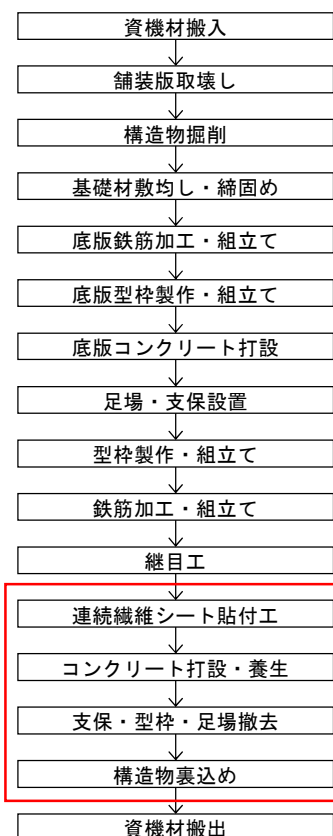 資機材搬入
舗装版取壊し
構造物掘削
基礎材敷均し・締固め
底版鉄筋加工・組立て
底版型枠製作・組立て
底版コンクリート打設
足場・支保設置
型枠製作・組立て
鉄筋加工・組立て
継目工
連続繊維シート貼付工
コンクリート打設・養生
支保・型枠・足場撤去
構造物裏込め
資機材搬出